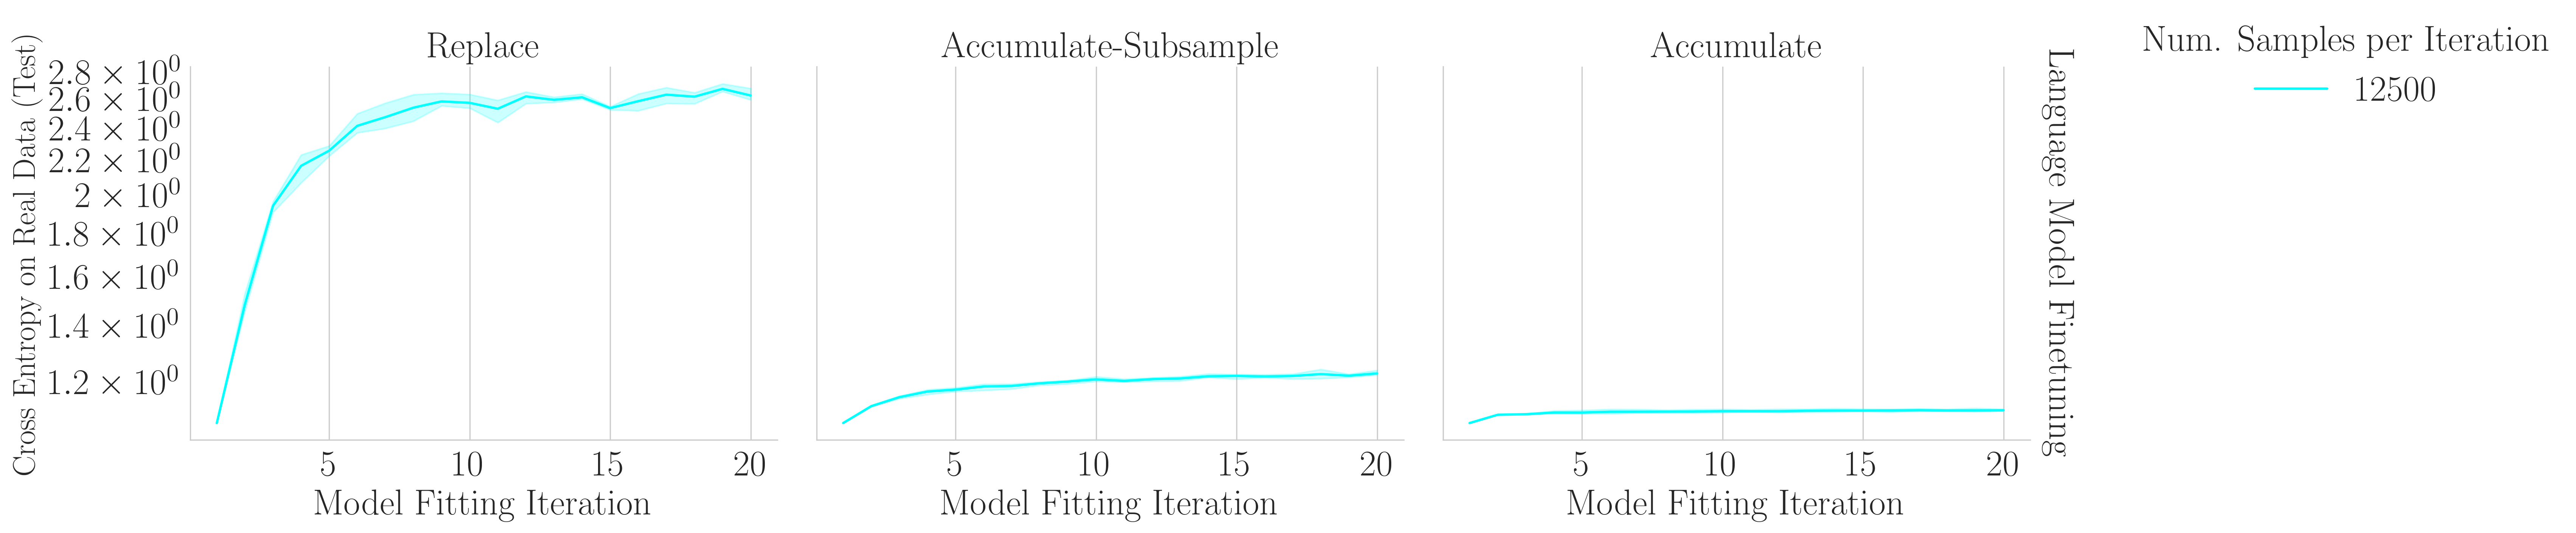 Replace
Accumulate-Subsample
Accumulate
Num. Samples per Iteration
12500
Cross Entropy on Real Data (Test)
2.8 × 10⁰
2.6 × 10⁰
2.4 × 10⁰
2.2 × 10⁰
2 × 10⁰
1.8 × 10⁰
1.6 × 10⁰
1.4 × 10⁰
1.2 × 10⁰
Language Model Finetuning
5 10 15 20
5 10 15 20
5 10 15 20
Model Fitting Iteration
Model Fitting Iteration
Model Fitting Iteration